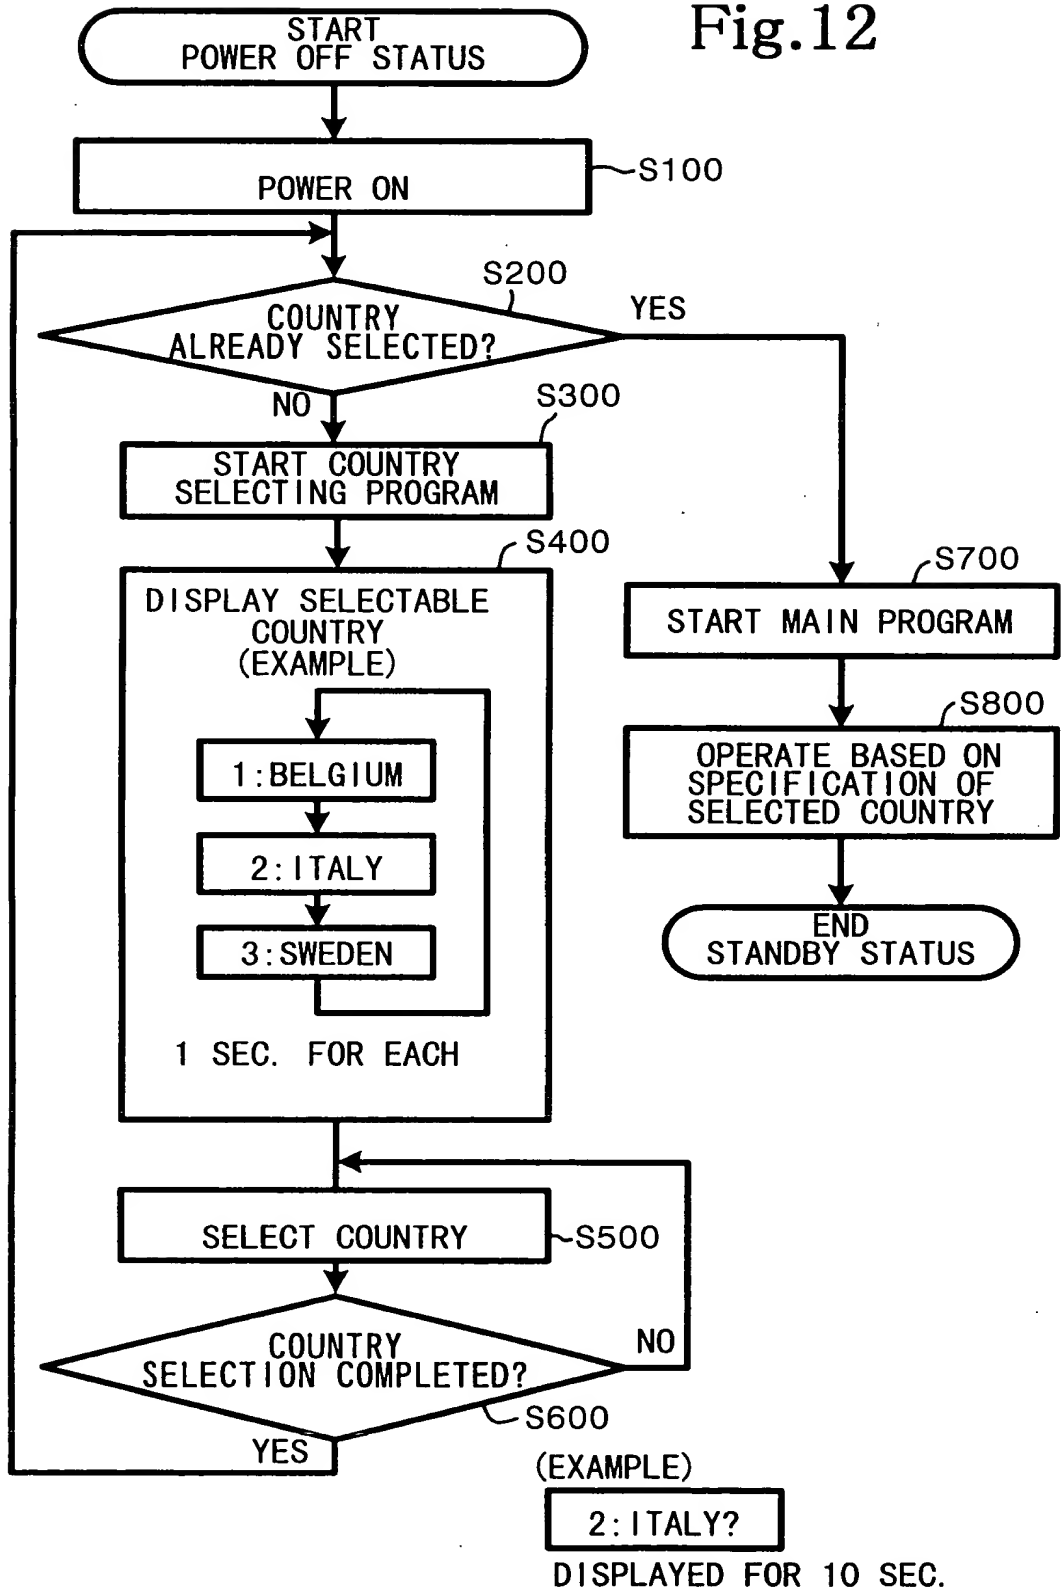 Fig.12
START
POWER OFF STATUS
POWER ON
S100
S200
COUNTRY
ALREADY SELECTED?
YES
NO
S300
START COUNTRY
SELECTING PROGRAM
S400
DISPLAY SELECTABLE
COUNTRY
(EXAMPLE)
1:BELGIUM
2:ITALY
3:SWEDEN
1 SEC. FOR EACH
S700
START MAIN PROGRAM
S800
OPERATE BASED ON
SPECIFICATION OF
SELECTED COUNTRY
END
STANDBY STATUS
SELECT COUNTRY
S500
COUNTRY
SELECTION COMPLETED?
NO
S600
YES
(EXAMPLE)
2:ITALY?
DISPLAYED FOR 10 SEC.